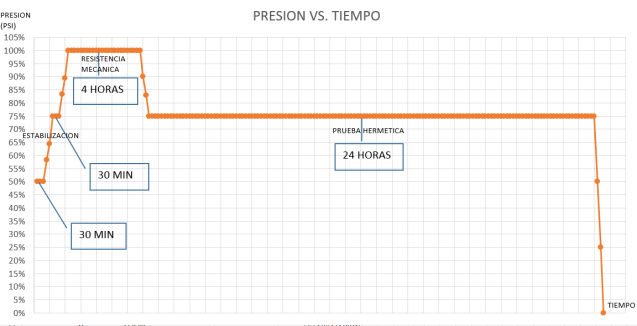 PRESION VS. TIEMPO
PRESION
(PSI)
105%
100%
95%
90%
85%
80%
75%
70%
65%
60%
55%
50%
45%
40%
35%
30%
25%
20%
15%
10%
5%
0%
RESISTENCIA
MECANICA
4 HORAS
ESTABILIZACION
30 MIN
30 MIN
PRUEBA HERMETICA
24 HORAS
TIEMPO